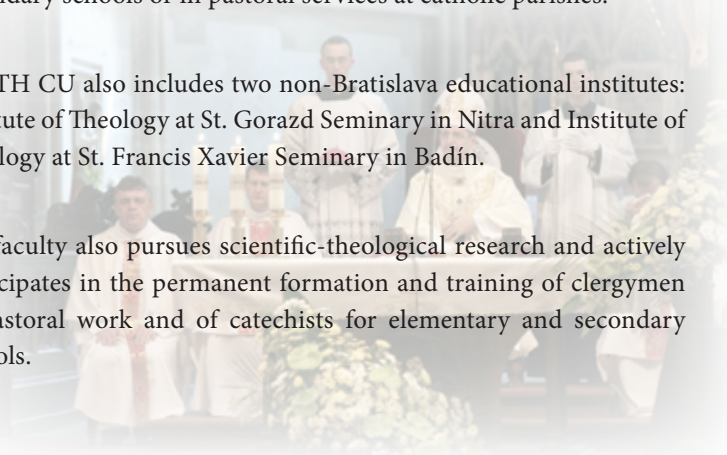 schools or in pastoral services at catholic parishes.
TH CU also includes two non-Bratislava educational institutes:
tute of Theology at St. Gorazd Seminary in Nitra and Institute of
logy at St. Francis Xavier Seminary in Badín.
faculty also pursues scientific-theological research and actively
cipates in the permanent formation and training of clergymen
astoral work and of catechists for elementary and secondary
ols.